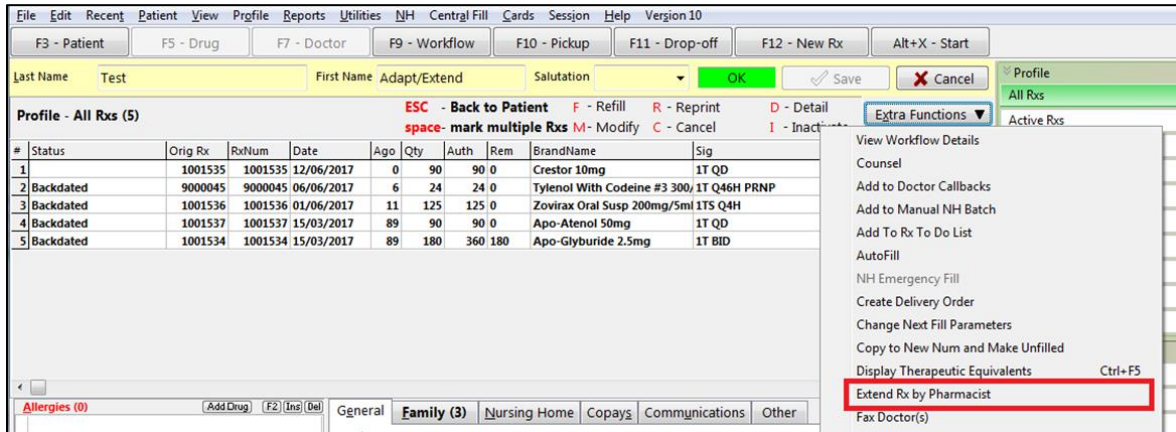 File Edit Recent Patient View Profile Reports Utilities NH Central Fill Cards Session Help Version 10
F3 - Patient F5 - Drug F7 - Doctor F9 - Workflow F10 - Pickup F11 - Drop-off F12 - New Rx Alt+X - Start
Last Name Test First Name Adapt/Extend Salutation OK Save Cancel
Profile
All Rxs
Active Rxs
Profile - All Rxs (5)
ESC - Back to Patient F - Refill R - Reprint D - Detail
space- mark multiple Rxs M- Modify C - Cancel I - Inactivate
Extra Functions ▼
# Status Orig Rx RxNum Date Ago Qty Auth Rem BrandName Sig
1 1001535 1001535 12/06/2017 0 90 90 0 Crestor 10mg 1T QD
2 Backdated 9000045 9000045 06/06/2017 6 24 24 0 Tylenol With Codeine #3 300/ 1T Q46H PRNP
3 Backdated 1001536 1001536 01/06/2017 11 125 125 0 Zovirax Oral Susp 200mg/5ml 1TS Q4H
4 Backdated 1001537 1001537 15/03/2017 89 90 90 0 Apo-Atenol 50mg 1T QD
5 Backdated 1001534 1001534 15/03/2017 89 180 360 180 Apo-Glyburide 2.5mg 1T BID
View Workflow Details
Counsel
Add to Doctor Callbacks
Add to Manual NH Batch
Add To Rx To Do List
AutoFill
NH Emergency Fill
Create Delivery Order
Change Next Fill Parameters
Copy to New Num and Make Unfilled
Display Therapeutic Equivalents Ctrl+F5
Extend Rx by Pharmacist
Fax Doctor(s)
Allergies (0) Add Drug F2 Ins Del General Family (3) Nursing Home Copays Communications Other